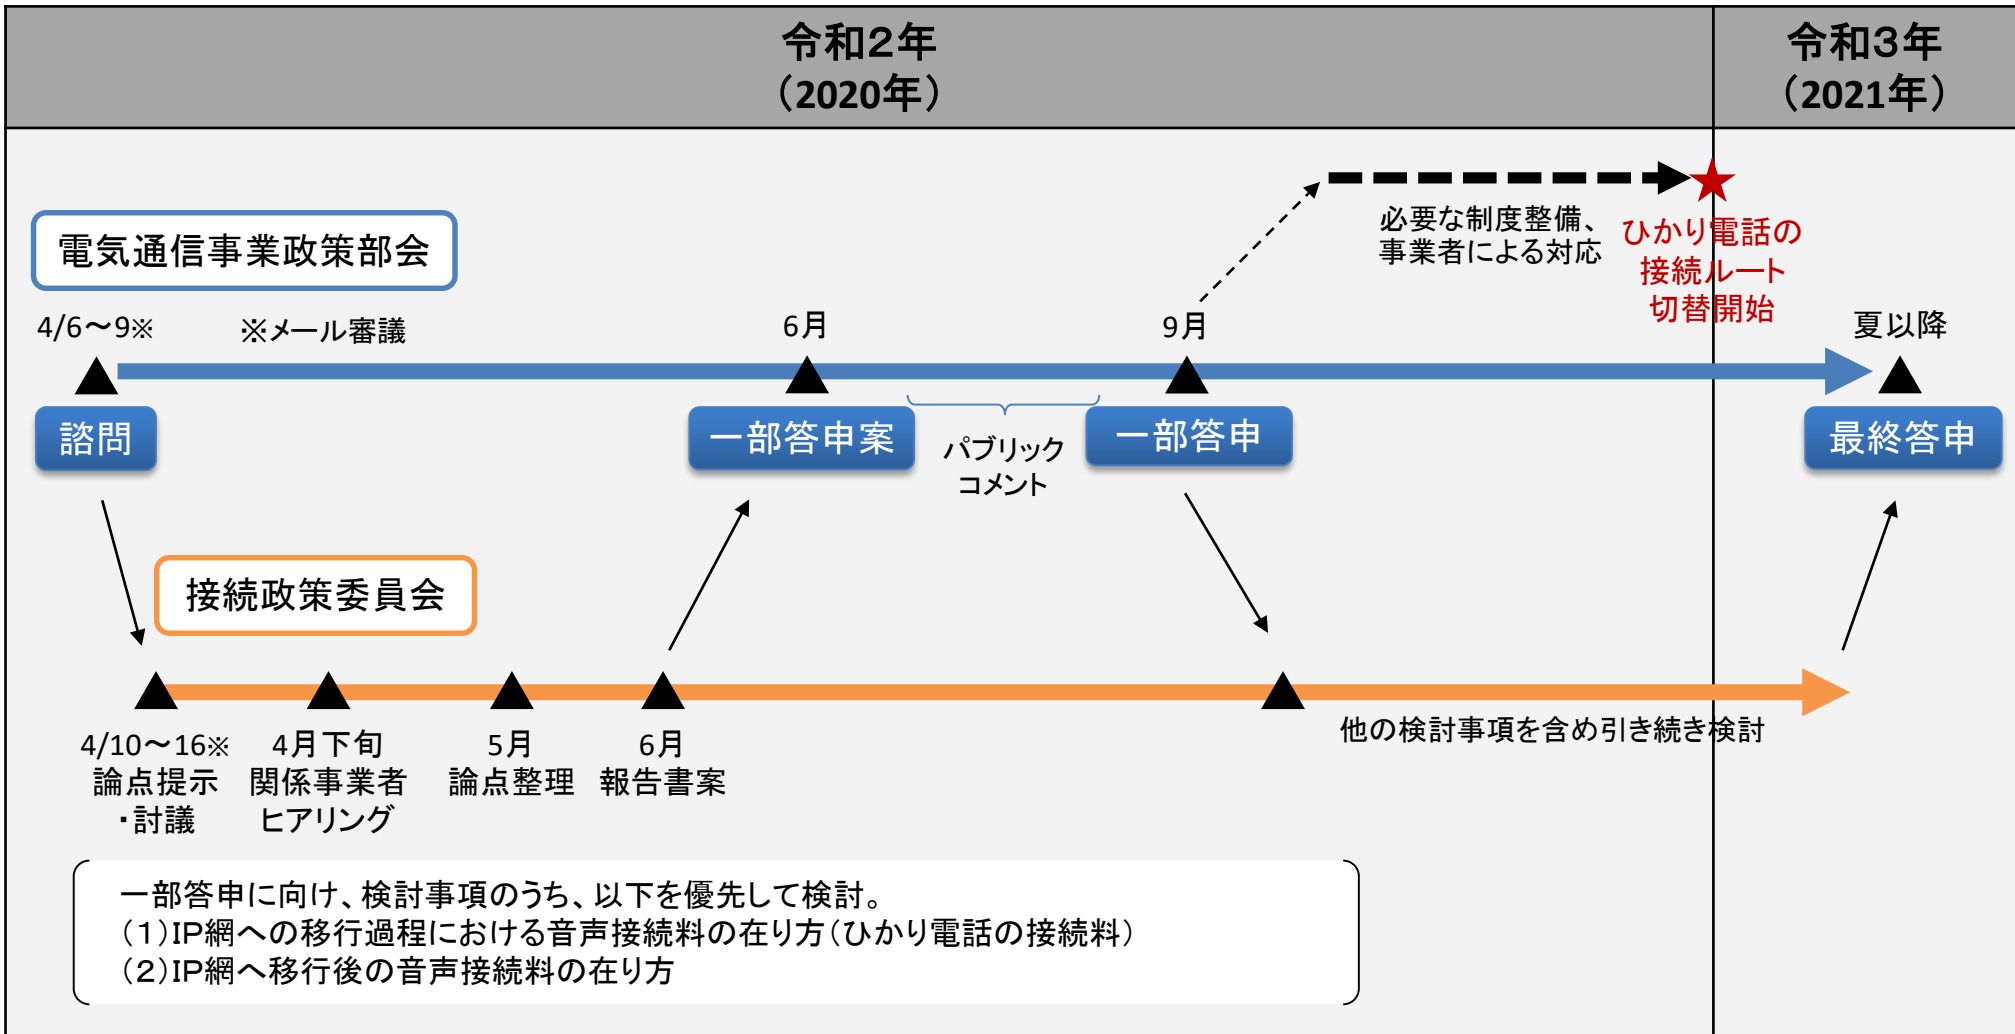 令和2年
（2020年）
令和3年
（2021年）
電気通信事業政策部会
必要な制度整備、
事業者による対応
ひかり電話の
接続ルート
切替開始
4/6～9※
※メール審議
6月
9月
夏以降
諮問
一部答申案
パブリック
コメント
一部答申
最終答申
接続政策委員会
4/10～16※
論点提示
・討議
4月下旬
関係事業者
ヒアリング
5月
論点整理
6月
報告書案
他の検討事項を含め引き続き検討
一部答申に向け、検討事項のうち、以下を優先して検討。
（1）IP網への移行過程における音声接続料の在り方（ひかり電話の接続料）
（2）IP網へ移行後の音声接続料の在り方